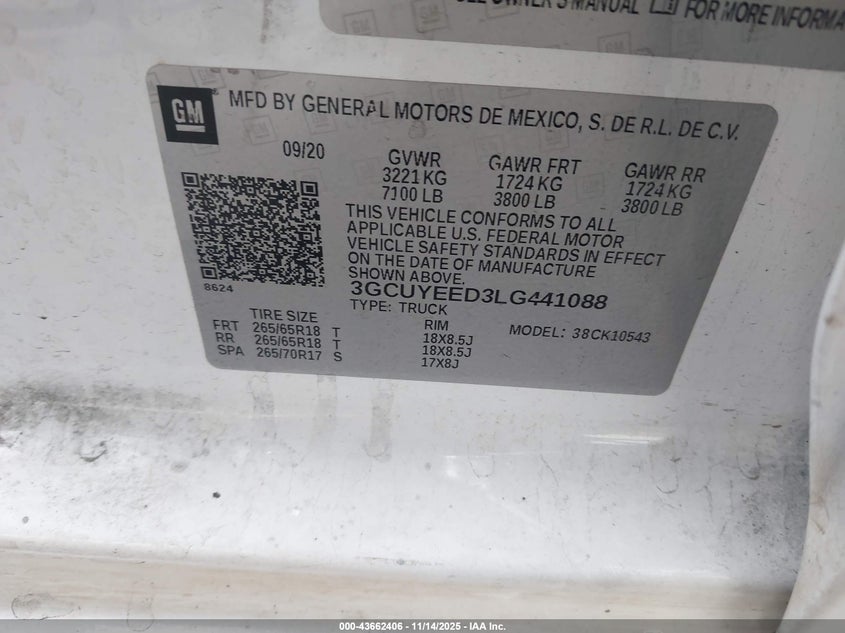 OWNER'S MANUAL FOR MORE INFORMA
GM MFD BY GENERAL MOTORS DE MEXICO, S. DE R.L. DE C.V.
09/20 GVWR GAWR FRT GAWR RR
3221 KG 1724 KG 1724 KG
7100 LB 3800 LB 3800 LB
THIS VEHICLE CONFORMS TO ALL
APPLICABLE U.S. FEDERAL MOTOR
VEHICLE SAFETY STANDARDS IN EFFECT
ON THE DATE OF MANUFACTURE
SHOWN ABOVE.
8624
3GCUYEED3LG441088
TYPE: TRUCK
TIRE SIZE RIM MODEL: 38CK10543
FRT 265/65R18 T 18X8.5J
RR 265/65R18 T 18X8.5J
SPA 265/70R17 S 17X8J
000-43662406 - 11/14/2025 - IAA Inc.